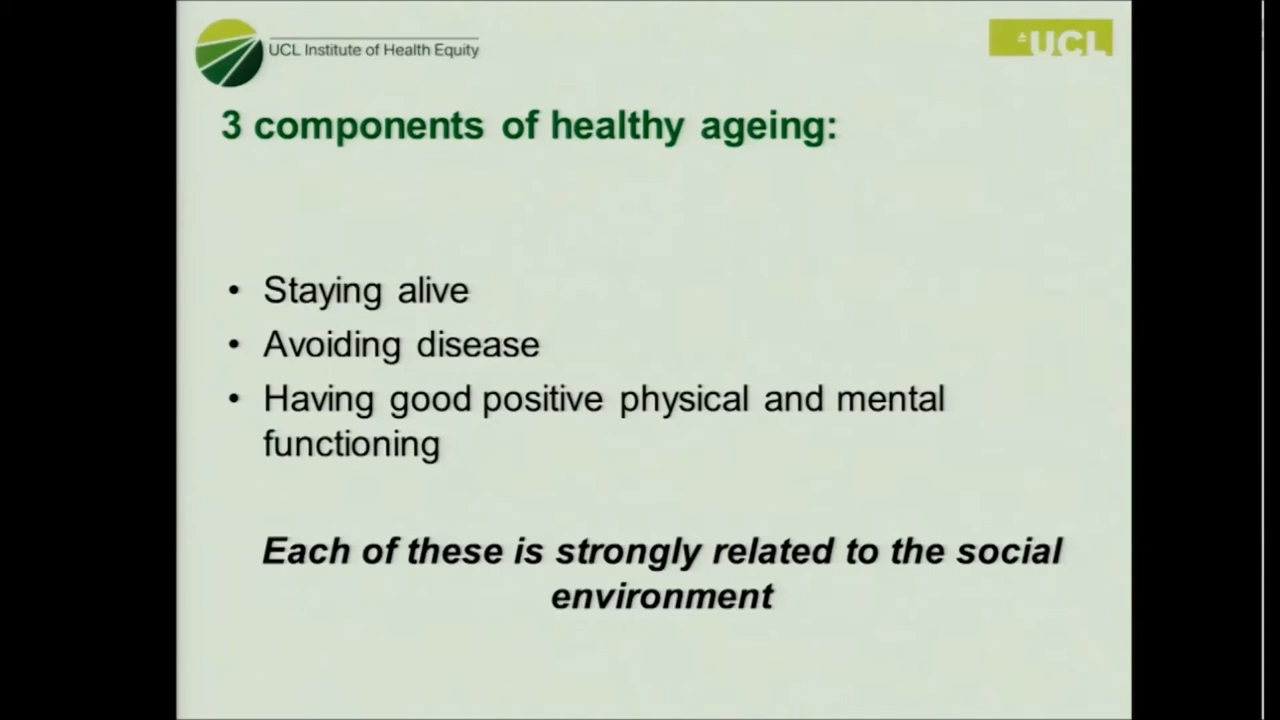 UCL Institute of Health Equity
UCL
3 components of healthy ageing:
• Staying alive
• Avoiding disease
• Having good positive physical and mental
functioning
Each of these is strongly related to the social
environment